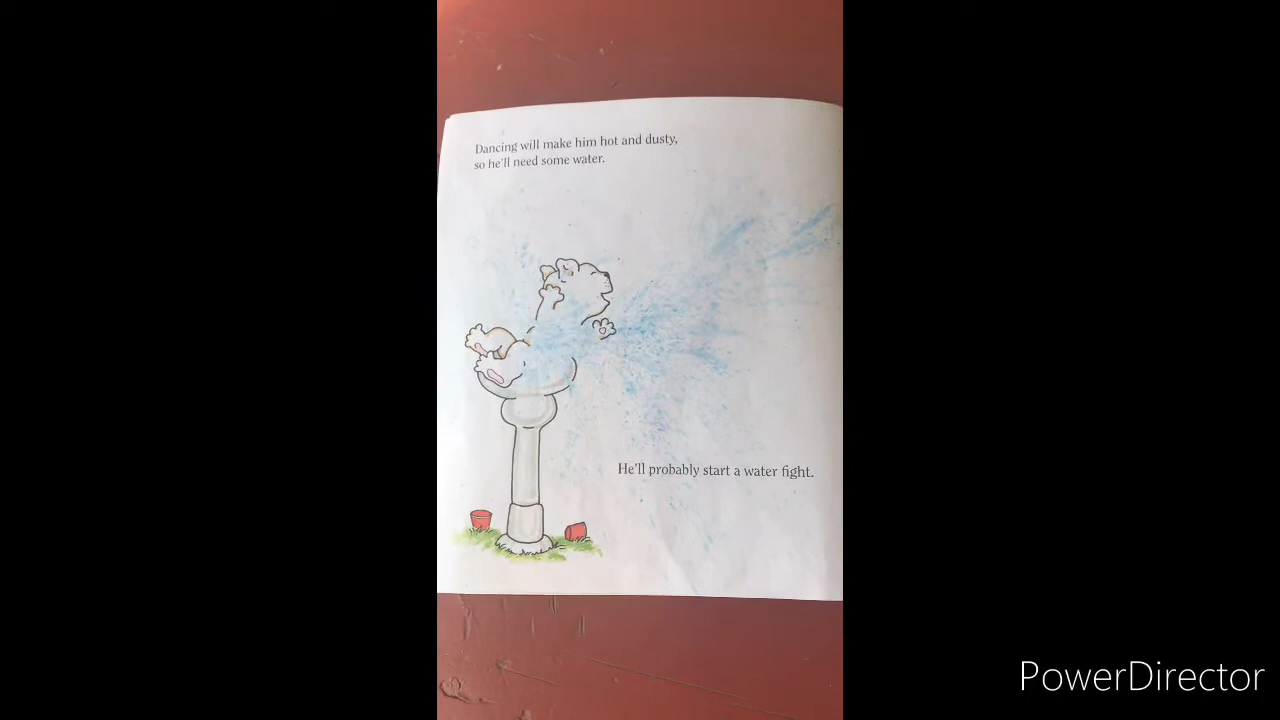 Dancing will make him hot and dusty,
so he'll need some water.
He'll probably start a water fight.
PowerDirector